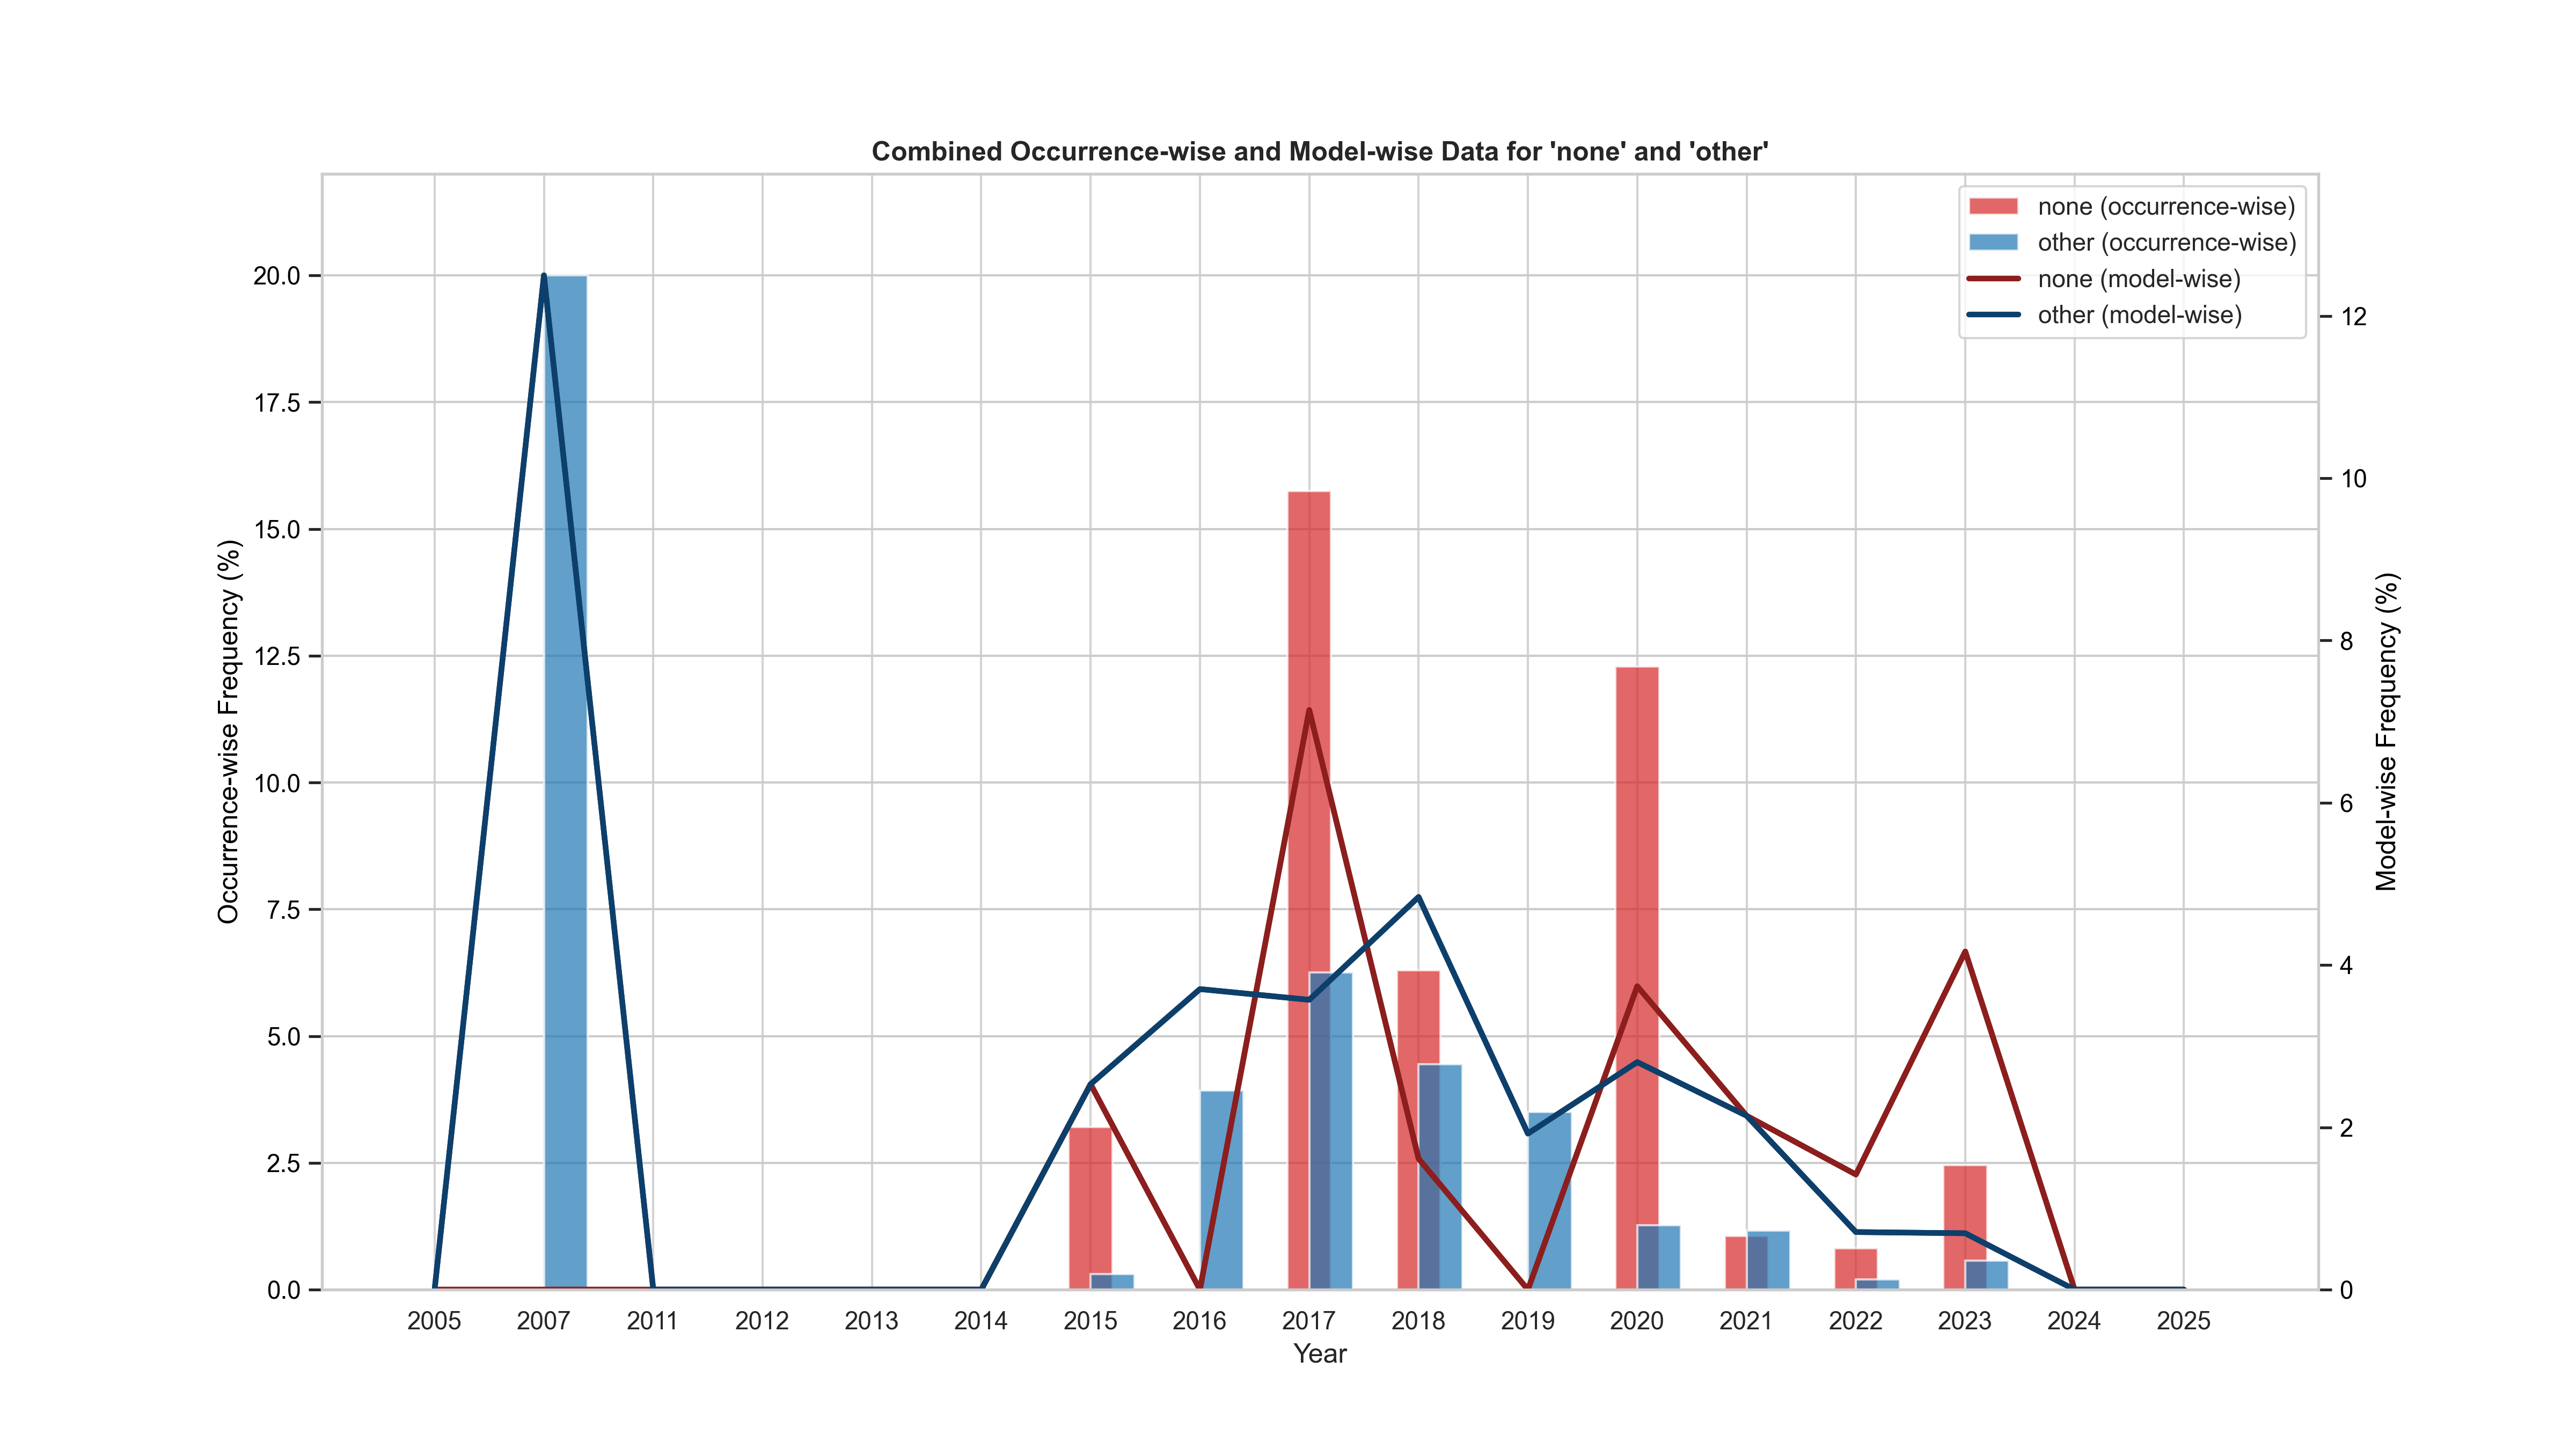 Combined Occurrence-wise and Model-wise Data for 'none' and 'other'
none (occurrence-wise)
other (occurrence-wise)
none (model-wise)
other (model-wise)
Occurrence-wise Frequency (%)
20.0
17.5
15.0
12.5
10.0
7.5
5.0
2.5
0.0
12
10
8
6
4
2
0
Model-wise Frequency (%)
2005 2007 2011 2012 2013 2014 2015 2016 2017 2018 2019 2020 2021 2022 2023 2024 2025
Year